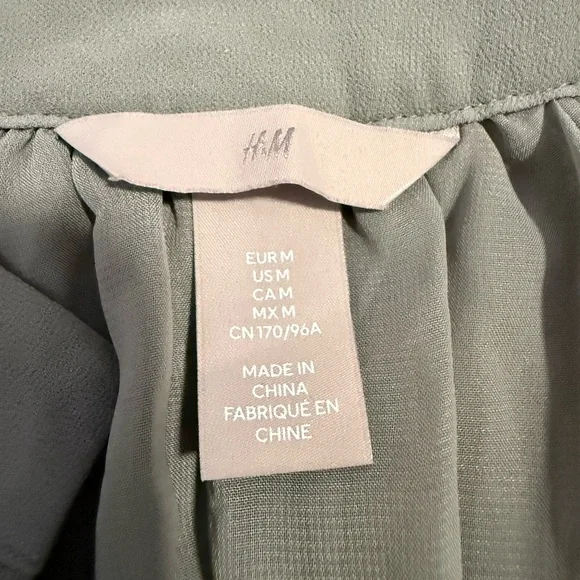 H&M
EUR M
US M
CA M
MX M
CN 170/96A
MADE IN
CHINA
FABRIQUÉ EN
CHINE